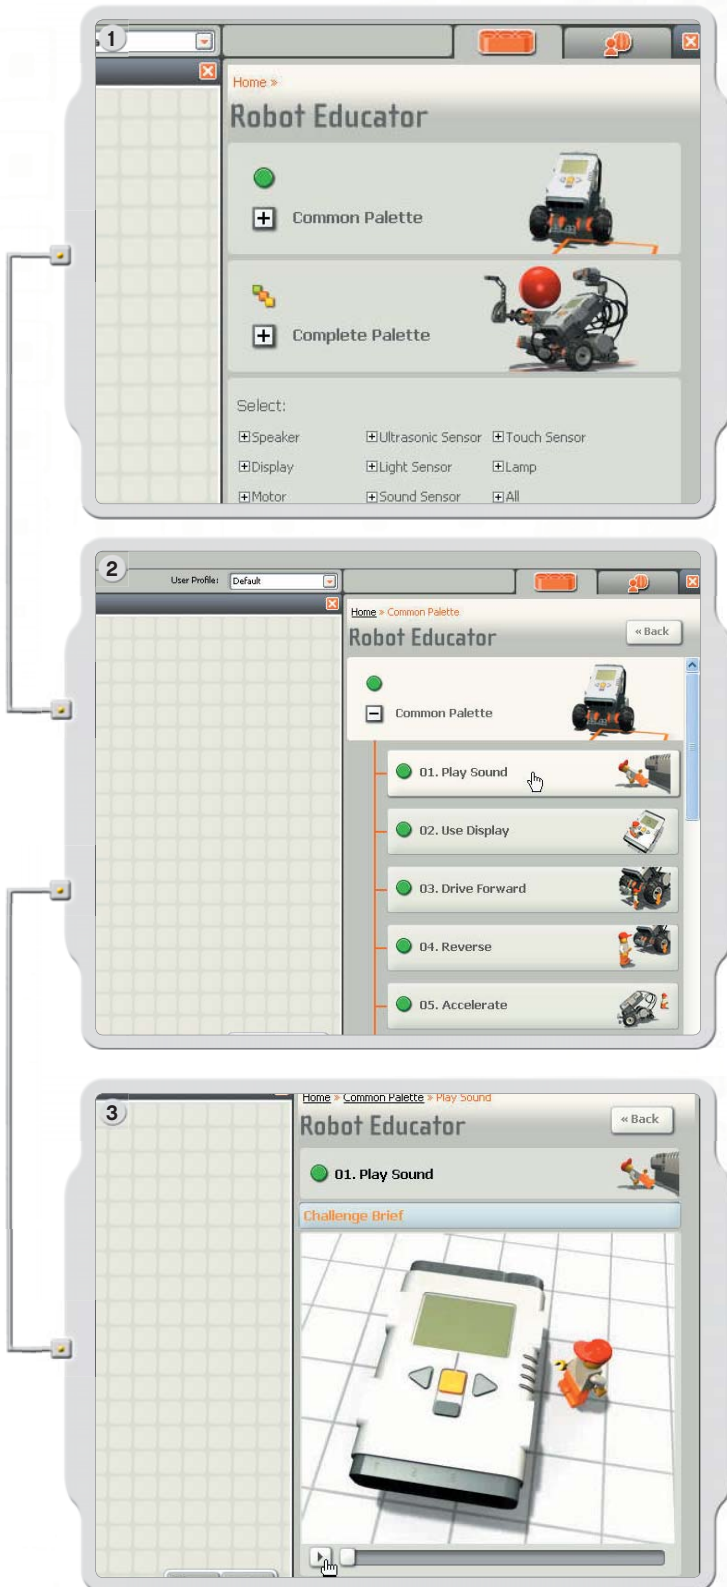 1
Home »
Robot Educator
Common Palette
Complete Palette
Select:
Speaker Ultrasonic Sensor Touch Sensor
Display Light Sensor Lamp
Motor Sound Sensor All
2
User Profile: Default
Home » Common Palette
Robot Educator
« Back
Common Palette
01. Play Sound
02. Use Display
03. Drive Forward
04. Reverse
05. Accelerate
3
Home » Common Palette » Play Sound
Robot Educator
« Back
01. Play Sound
Challenge Brief